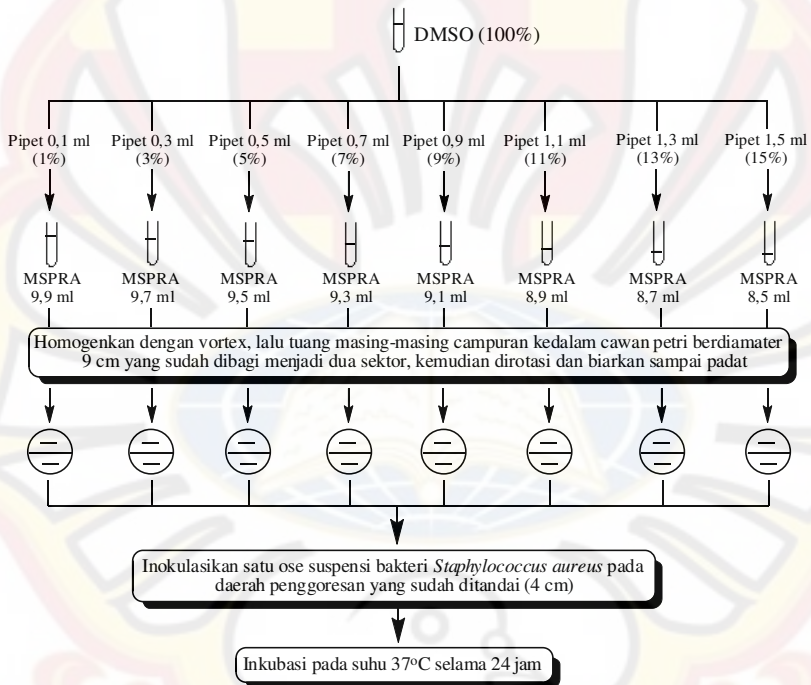 DMSO (100%)
Pipet 0,1 ml Pipet 0,3 ml Pipet 0,5 ml Pipet 0,7 ml Pipet 0,9 ml Pipet 1,1 ml Pipet 1,3 ml Pipet 1,5 ml
(1%) (3%) (5%) (7%) (9%) (11%) (13%) (15%)
MSPRA MSPRA MSPRA MSPRA MSPRA MSPRA MSPRA MSPRA
9,9 ml 9,7 ml 9,5 ml 9,3 ml 9,1 ml 8,9 ml 8,7 ml 8,5 ml
Homogenkan dengan vortex, lalu tuang masing-masing campuran kedalam cawan petri berdiamater
9 cm yang sudah dibagi menjadi dua sektor, kemudian dirotasi dan biarkan sampai padat
Inokulasikan satu ose suspensi bakteri Staphylococcus aureus pada
daerah penggoresan yang sudah ditandai (4 cm)
Inkubasi pada suhu 37°C selama 24 jam